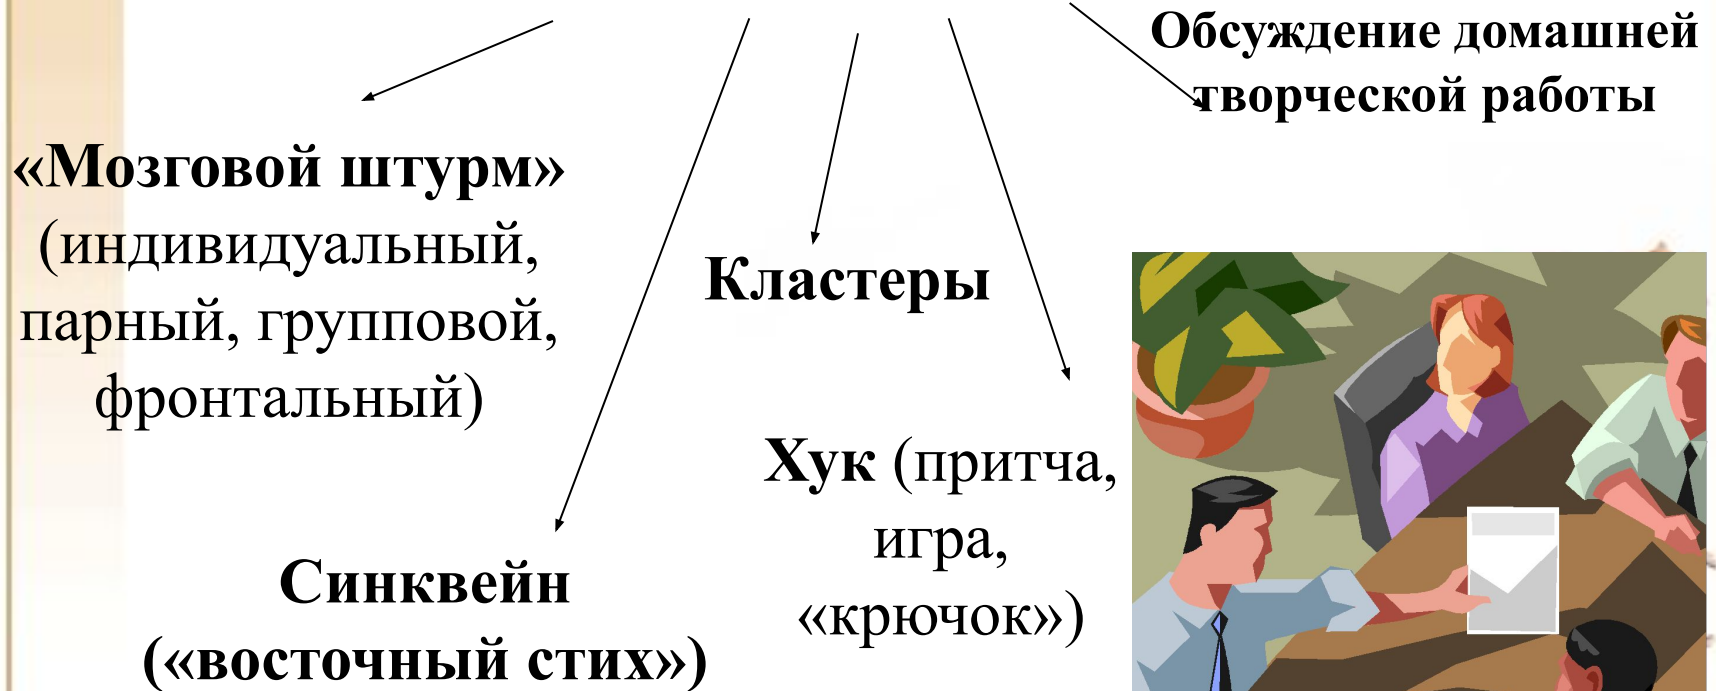 Обсуждение домашней
творческой работы
«Мозговой штурм»
(индивидуальный,
парный, групповой,
фронтальный)
Кластеры
Хук (притча,
игра,
«крючок»)
Синквейн
(«восточный стих»)